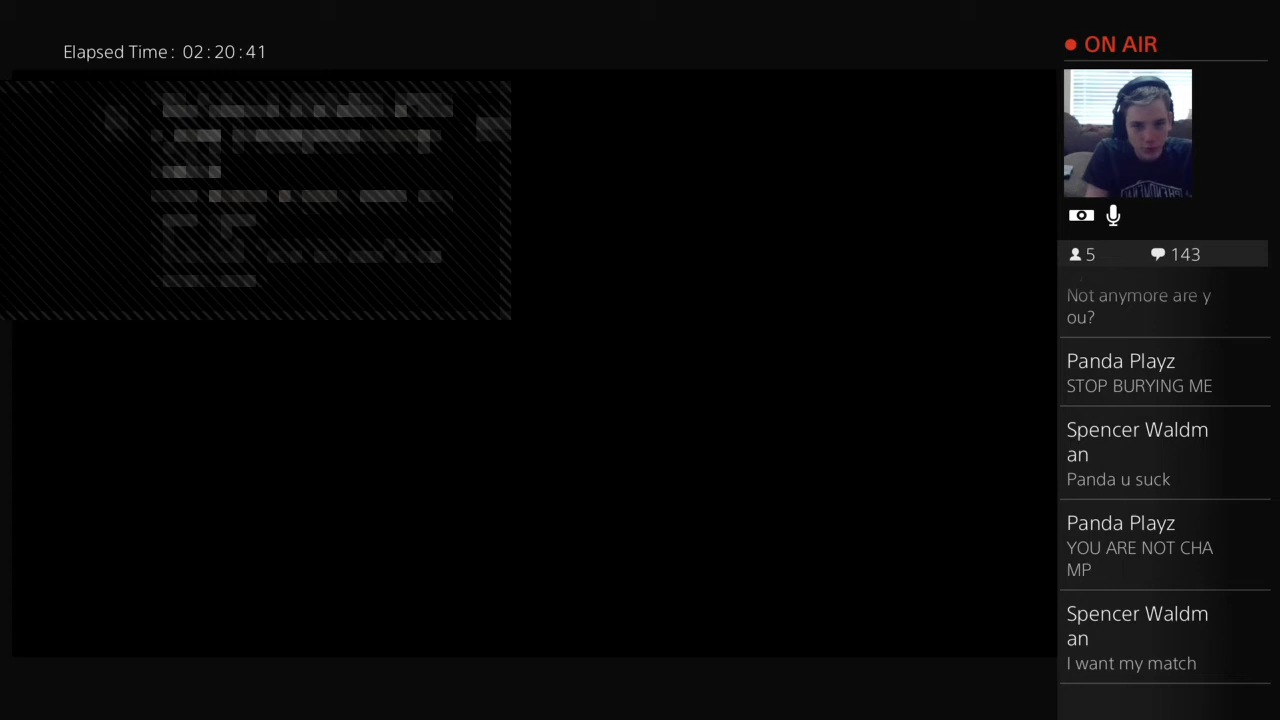 Elapsed Time: 02:20:41
ON AIR
5 143
Not anymore are y
ou?
Panda Playz
STOP BURYING ME
Spencer Waldm
an
Panda u suck
Panda Playz
YOU ARE NOT CHA
MP
Spencer Waldm
an
I want my match